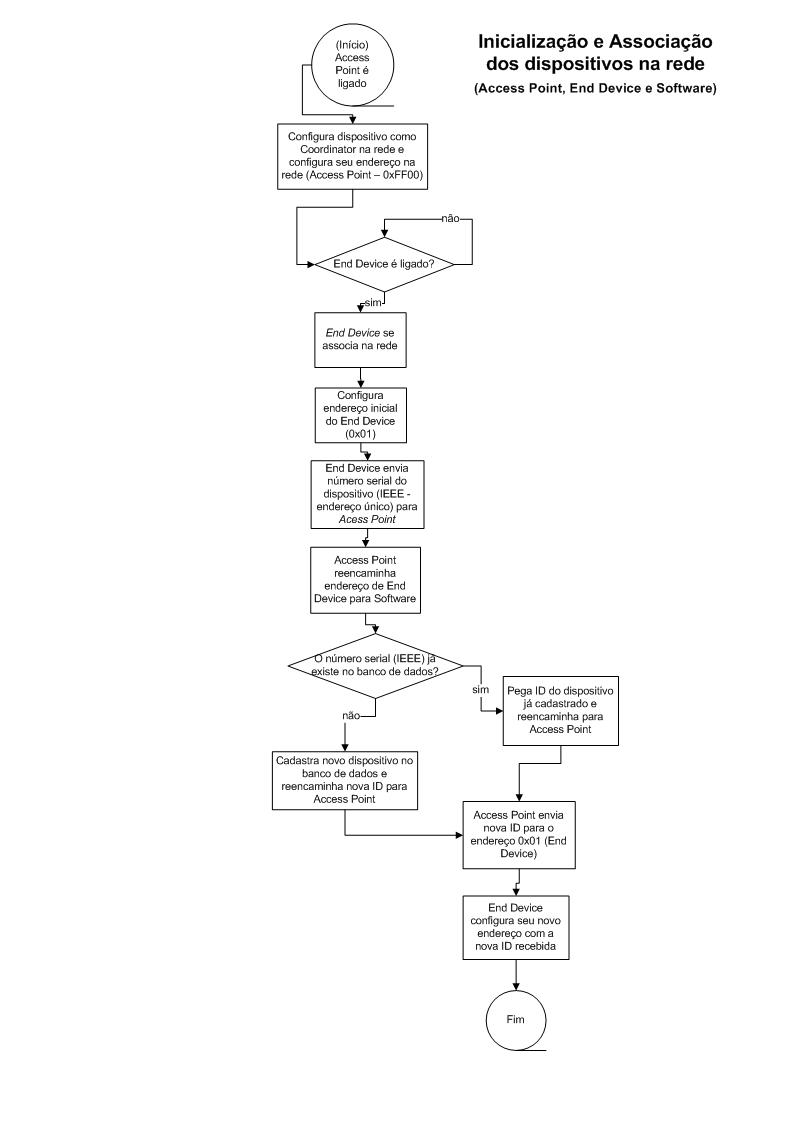 Inicialização e Associação
dos dispositivos na rede
(Access Point, End Device e Software)
(Início)
Access
Point é
ligado
Configura dispositivo como
Coordinator na rede e
configura seu endereço na
rede (Access Point – 0xFF00)
não
End Device é ligado?
sim
End Device se
associa na rede
Configura
endereço inicial
do End Device
(0x01)
End Device envia
número serial do
dispositivo (IEEE -
endereço único) para
Acess Point
Access Point
reencaminha
endereço de End
Device para Software
O número serial (IEEE) já
existe no banco de dados?
sim
Pega ID do dispositivo
já cadastrado e
reencaminha para
Access Point
não
Cadastra novo dispositivo no
banco de dados e
reencaminha nova ID para
Access Point
Access Point envia
nova ID para o
endereço 0x01 (End
Device)
End Device
configura seu novo
endereço com a
nova ID recebida
Fim